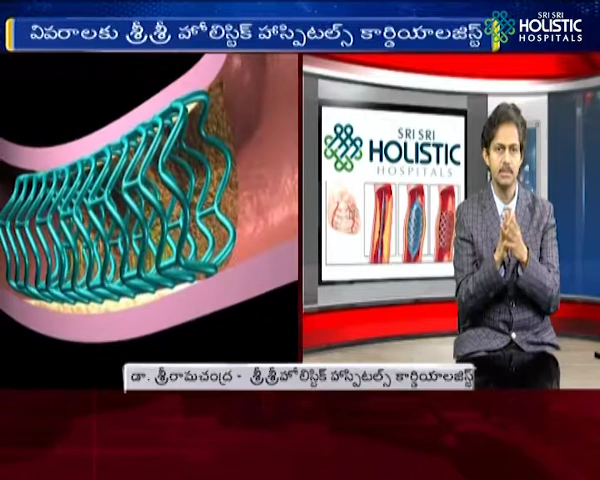 వివరాలకు శ్రీశ్రీ హోలిస్టిక్ హాస్పిటల్స్ కార్డియాలజిస్ట్
SRI SRI
HOLISTIC
HOSPITALS
SRI SRI
HOLISTIC
HOSPITALS
డా. శ్రీరామచంద్ర - శ్రీశ్రీహోలిస్టిక్ హాస్పిటల్స్ కార్డియాలజిస్ట్